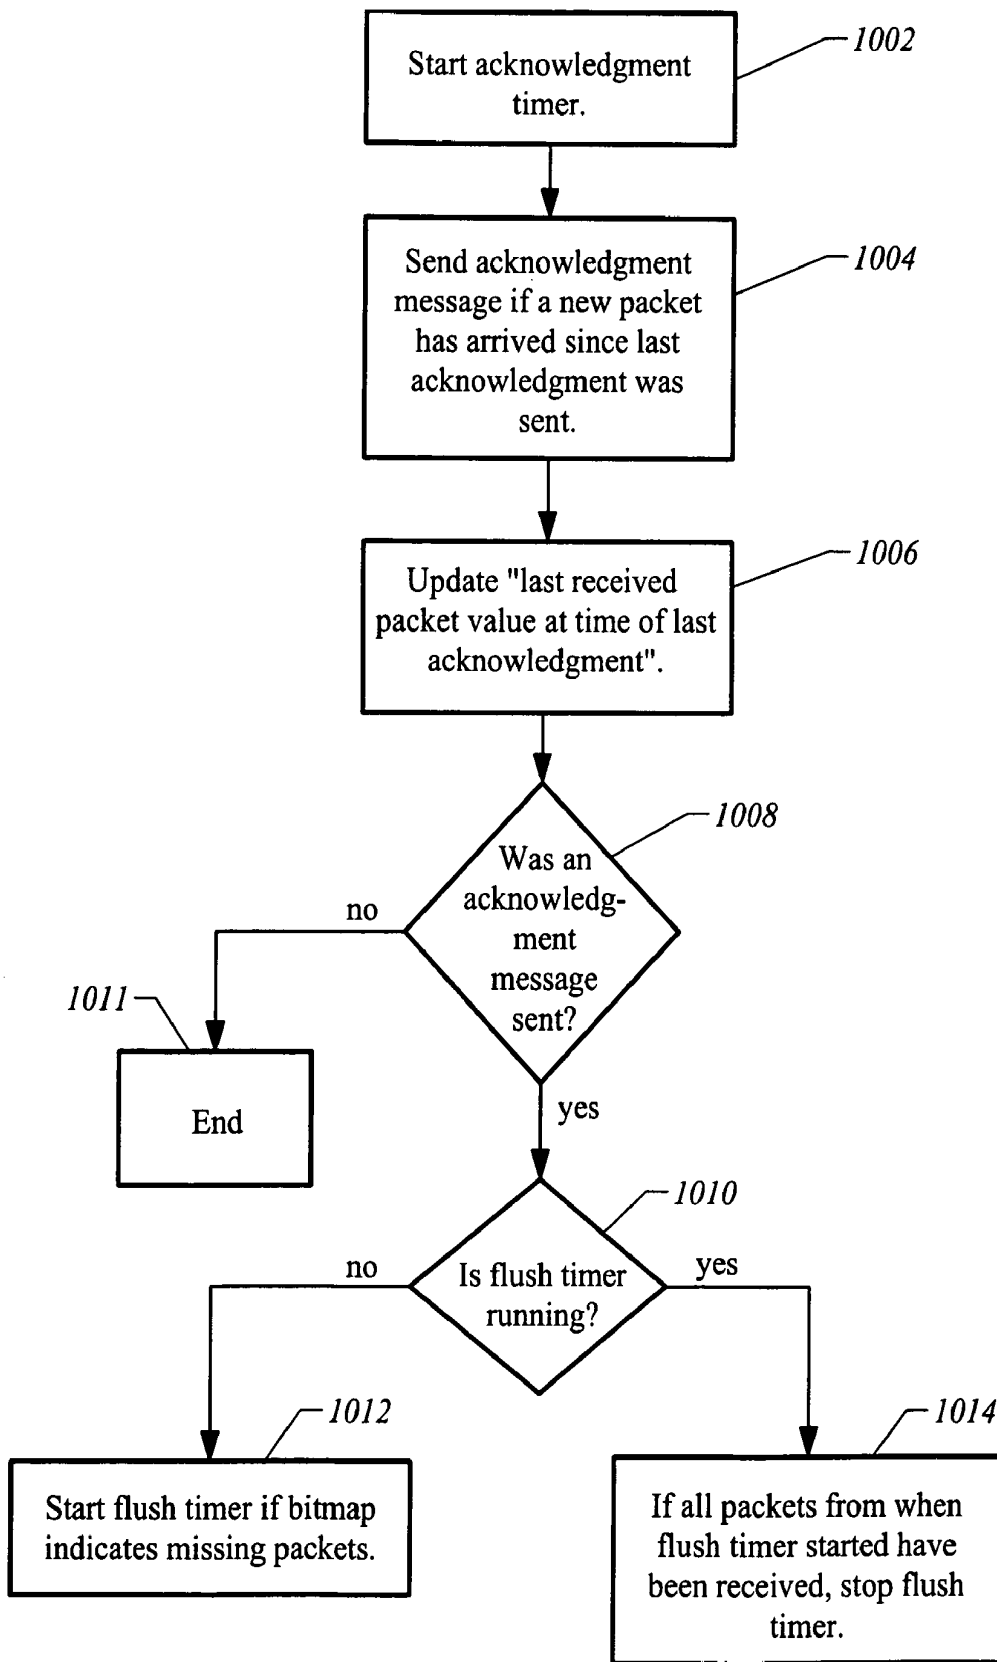 1002
Start acknowledgment
timer.
1004
Send acknowledgment
message if a new packet
has arrived since last
acknowledgment was
sent.
1006
Update "last received
packet value at time of last
acknowledgment".
1008
Was an
acknowledg-
ment
message
sent?
no
1011
End
yes
1010
Is flush timer
running?
no
yes
1012
Start flush timer if bitmap
indicates missing packets.
1014
If all packets from when
flush timer started have
been received, stop flush
timer.